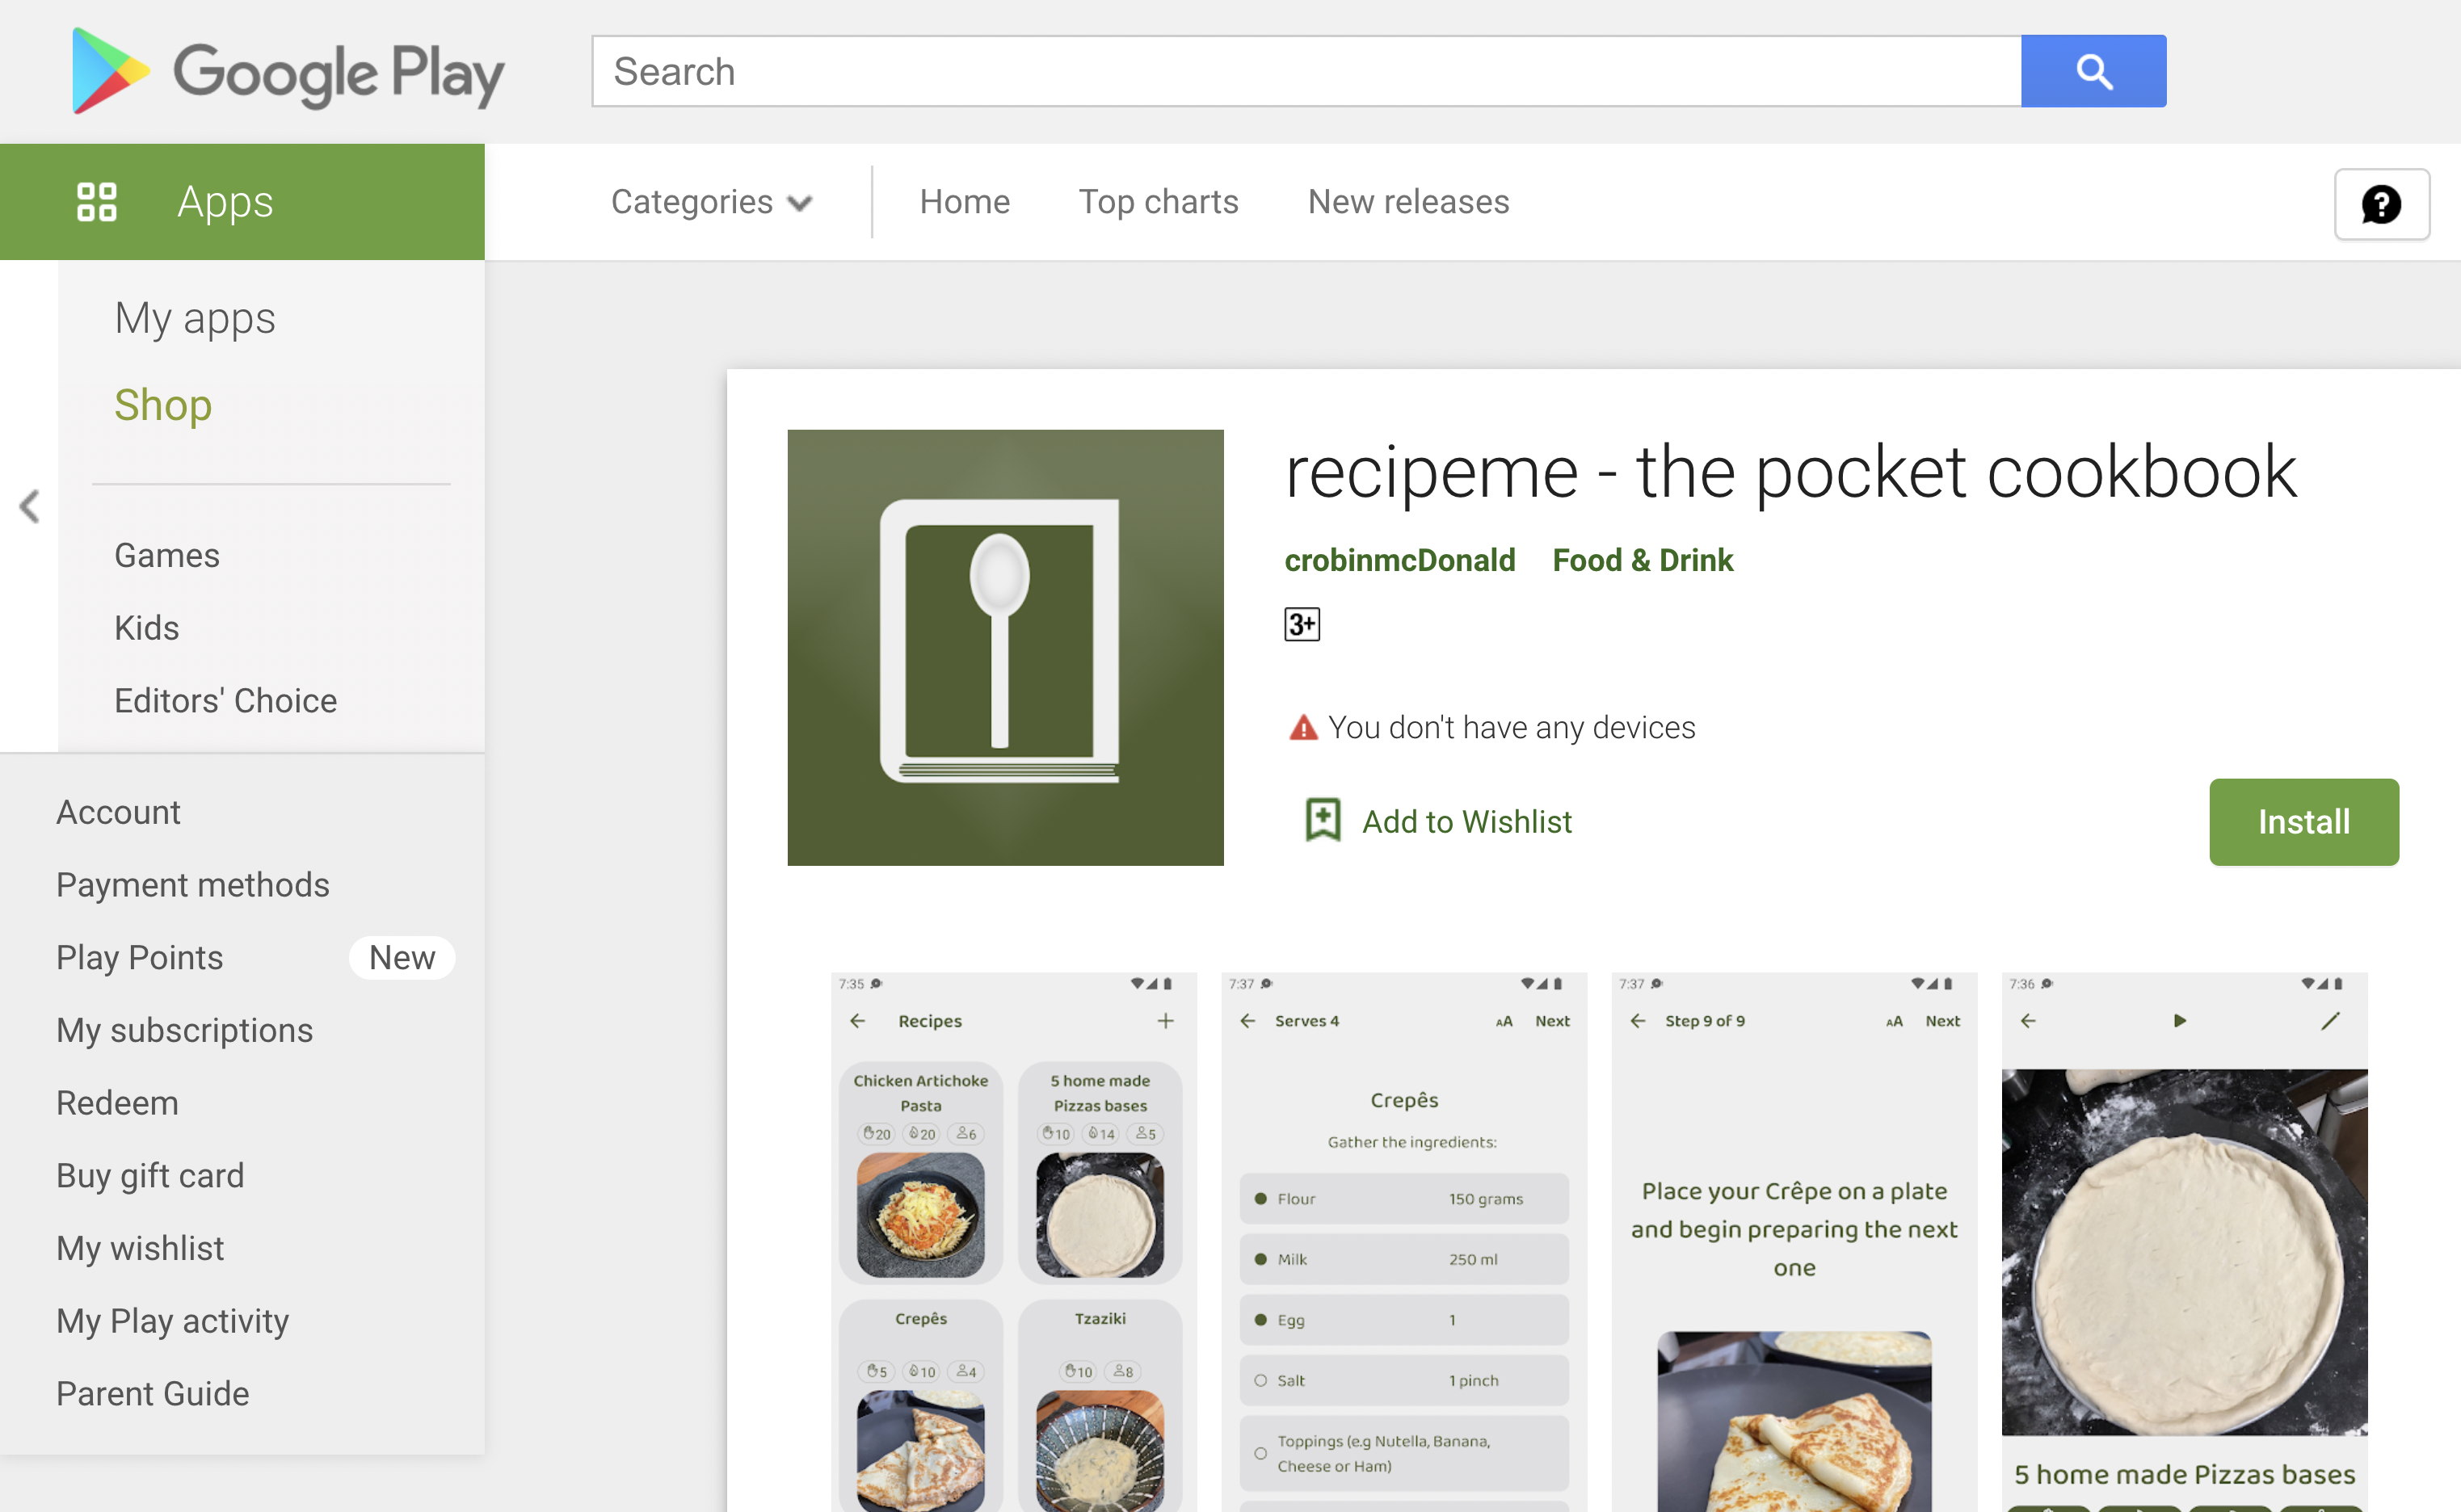 Google Play
Search
Apps
Categories
Home
Top charts
New releases
My apps
Shop
Games
Kids
Editors' Choice
Account
Payment methods
Play Points
New
My subscriptions
Redeem
Buy gift card
My wishlist
My Play activity
Parent Guide
recipeme - the pocket cookbook
crobinmcDonald Food & Drink
3+
You don't have any devices
Add to Wishlist
Install
7:35
Recipes
Chicken Artichoke
Pasta
20 20 6
5 home made
Pizzas bases
10 14 5
Crepês
5 10 4
Tzaziki
10 8
7:37
Serves 4
AA Next
Crepês
Gather the ingredients:
Flour 150 grams
Milk 250 ml
Egg 1
Salt 1 pinch
Toppings (e.g Nutella, Banana,
Cheese or Ham)
7:37
Step 9 of 9
AA Next
Place your Crêpe on a plate
and begin preparing the next
one
7:36
5 home made Pizzas bases